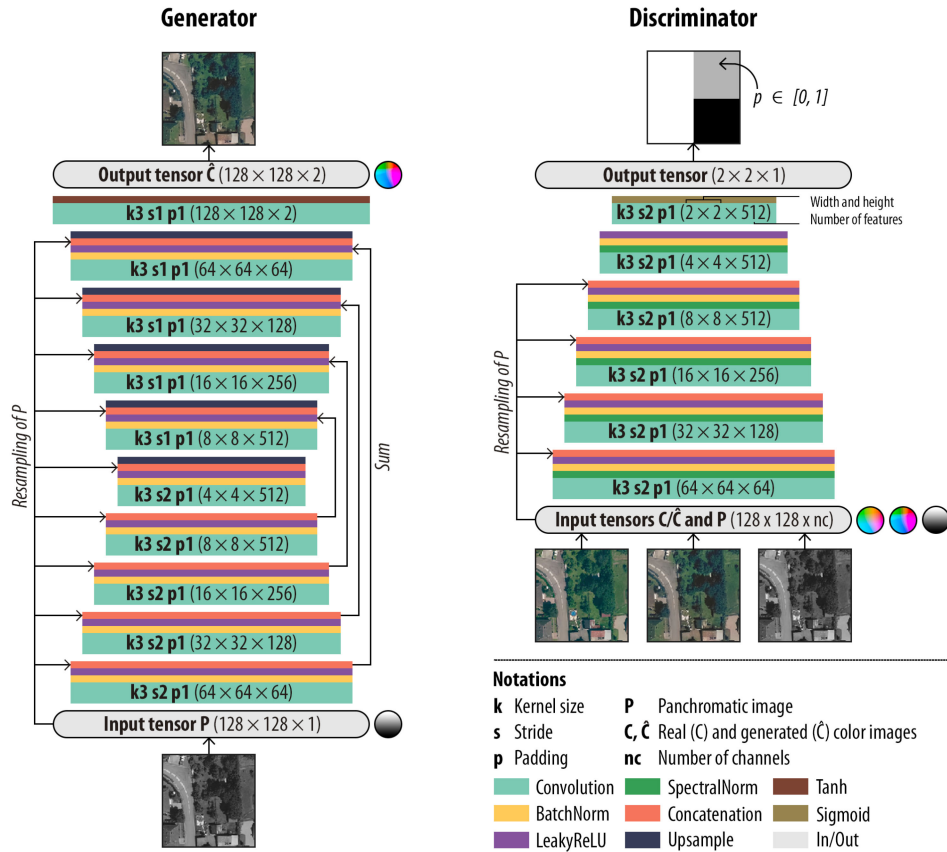 Generator
Output tensor Ĉ (128 × 128 × 2)
k3 s1 p1 (128 × 128 × 2)
k3 s1 p1 (64 × 64 × 64)
k3 s1 p1 (32 × 32 × 128)
k3 s1 p1 (16 × 16 × 256)
k3 s1 p1 (8 × 8 × 512)
k3 s2 p1 (4 × 4 × 512)
k3 s2 p1 (8 × 8 × 512)
k3 s2 p1 (16 × 16 × 256)
k3 s2 p1 (32 × 32 × 128)
k3 s2 p1 (64 × 64 × 64)
Input tensor P (128 × 128 × 1)
Resampling of P
Sum
Discriminator
p ∈ [0, 1]
Output tensor (2 × 2 × 1)
k3 s2 p1 (2 × 2 × 512)
Width and height
Number of features
k3 s2 p1 (4 × 4 × 512)
k3 s2 p1 (8 × 8 × 512)
k3 s2 p1 (16 × 16 × 256)
k3 s2 p1 (32 × 32 × 128)
k3 s2 p1 (64 × 64 × 64)
Resampling of P
Input tensors C/Ĉ and P (128 x 128 x nc)
Notations
k Kernel size
s Stride
p Padding
P Panchromatic image
C, Ĉ Real (C) and generated (Ĉ) color images
nc Number of channels
Convolution
SpectralNorm
Tanh
BatchNorm
Concatenation
Sigmoid
LeakyReLU
Upsample
In/Out